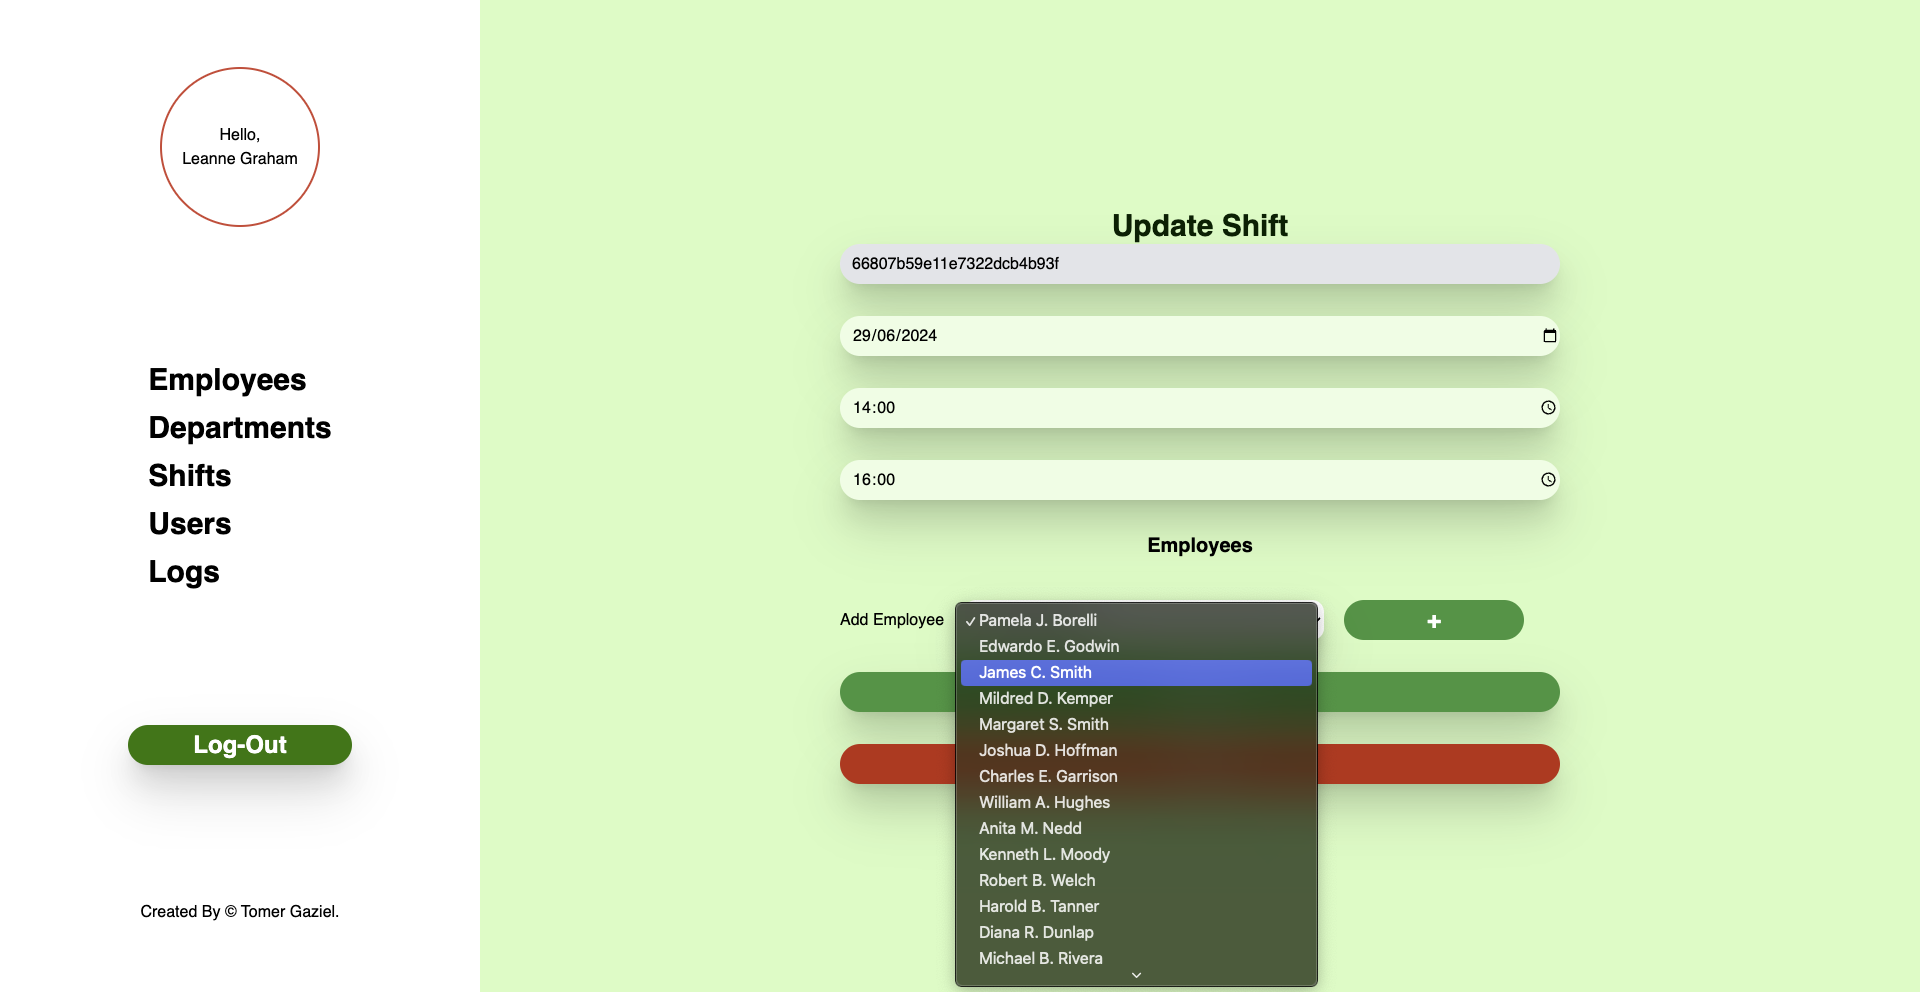 Hello,
Leanne Graham
Employees
Departments
Shifts
Users
Logs
Log-Out
Created By © Tomer Gaziel.
Update Shift
66807b59e11e7322dcb4b93f
29/06/2024
14:00
16:00
Employees
Add Employee
✓ Pamela J. Borelli
Edwardo E. Godwin
James C. Smith
Mildred D. Kemper
Margaret S. Smith
Joshua D. Hoffman
Charles E. Garrison
William A. Hughes
Anita M. Nedd
Kenneth L. Moody
Robert B. Welch
Harold B. Tanner
Diana R. Dunlap
Michael B. Rivera
+